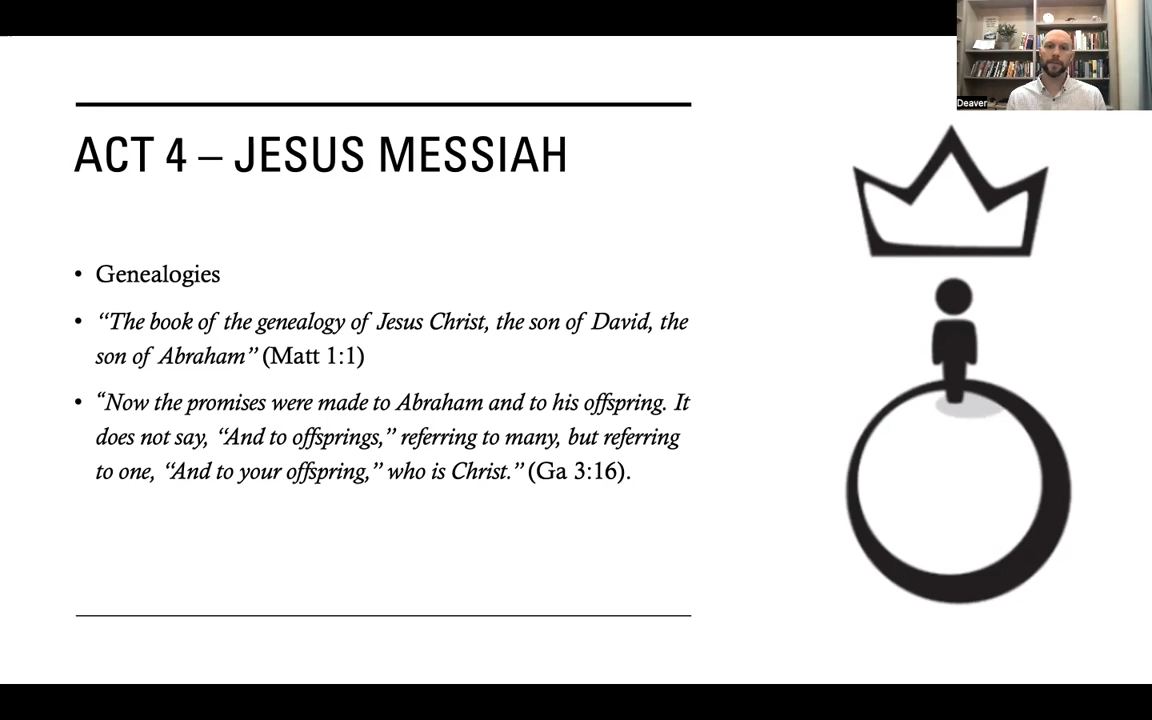 Deaver
ACT 4 – JESUS MESSIAH
• Genealogies
• “The book of the genealogy of Jesus Christ, the son of David, the
son of Abraham” (Matt 1:1)
• “Now the promises were made to Abraham and to his offspring. It
does not say, “And to offsprings,” referring to many, but referring
to one, “And to your offspring,” who is Christ.” (Ga 3:16).